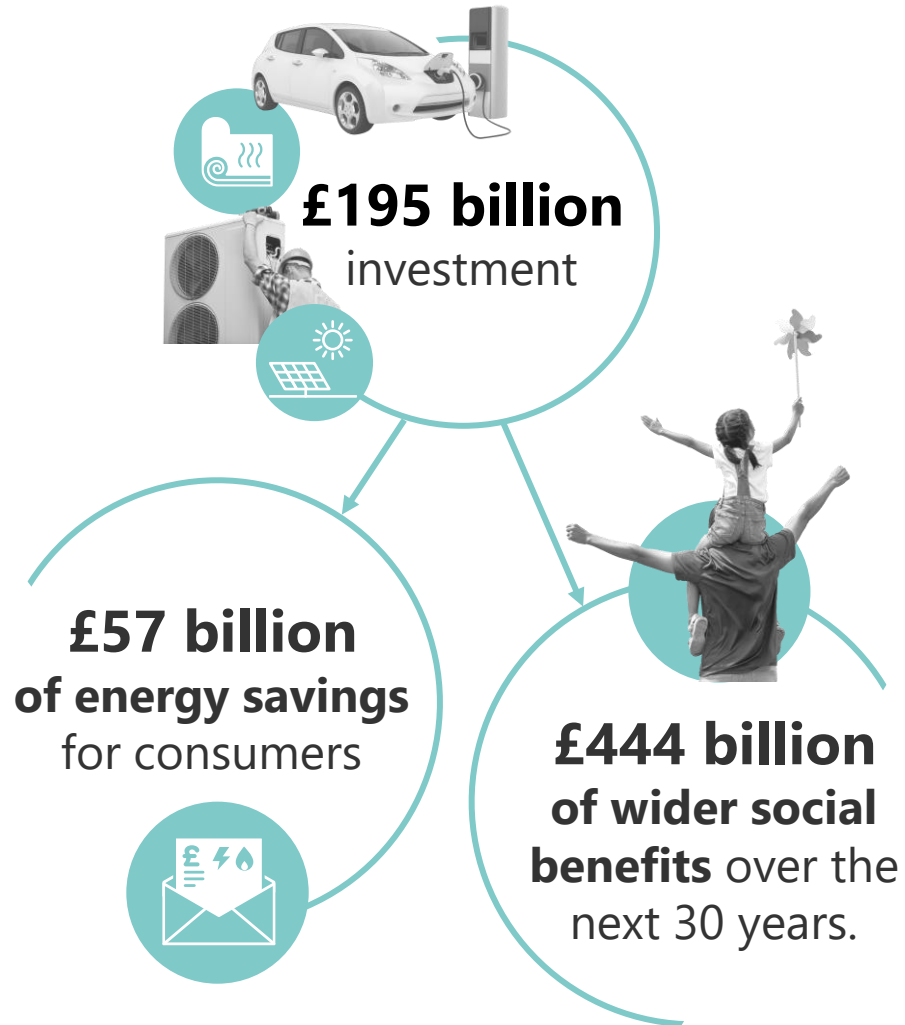 £195 billion
investment
£57 billion
of energy savings
for consumers
£
£444 billion
of wider social
benefits over the
next 30 years.